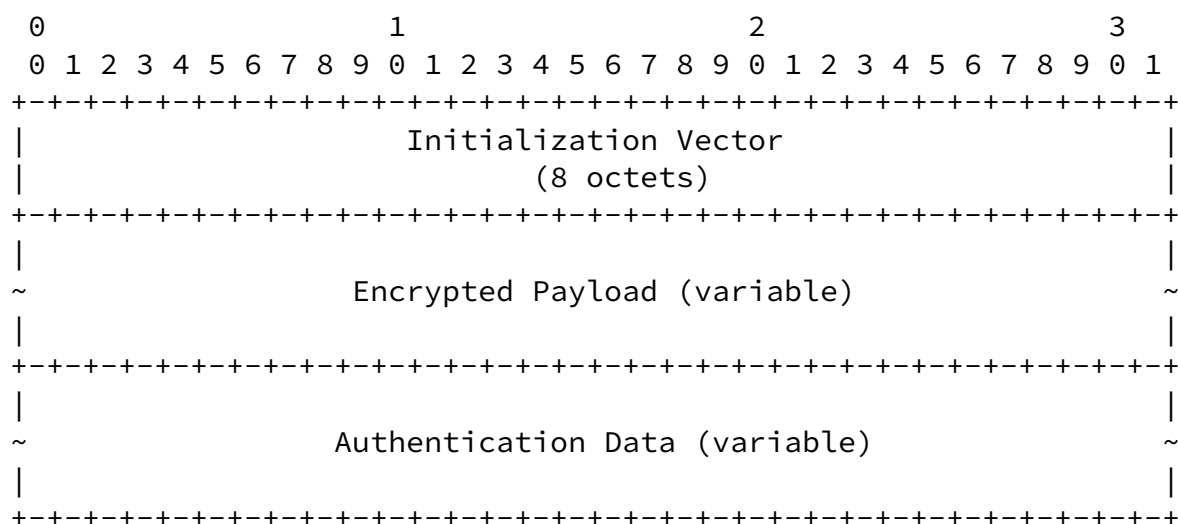 0                   1                   2                   3
 0 1 2 3 4 5 6 7 8 9 0 1 2 3 4 5 6 7 8 9 0 1 2 3 4 5 6 7 8 9 0 1
+-+-+-+-+-+-+-+-+-+-+-+-+-+-+-+-+-+-+-+-+-+-+-+-+-+-+-+-+-+-+-+-+
|                     Initialization Vector                     |
|                            (8 octets)                         |
+-+-+-+-+-+-+-+-+-+-+-+-+-+-+-+-+-+-+-+-+-+-+-+-+-+-+-+-+-+-+-+-+
|                                                               |
~                  Encrypted Payload (variable)                 ~
|                                                               |
+-+-+-+-+-+-+-+-+-+-+-+-+-+-+-+-+-+-+-+-+-+-+-+-+-+-+-+-+-+-+-+-+
|                                                               |
~                 Authentication Data (variable)                ~
|                                                               |
+-+-+-+-+-+-+-+-+-+-+-+-+-+-+-+-+-+-+-+-+-+-+-+-+-+-+-+-+-+-+-+-+